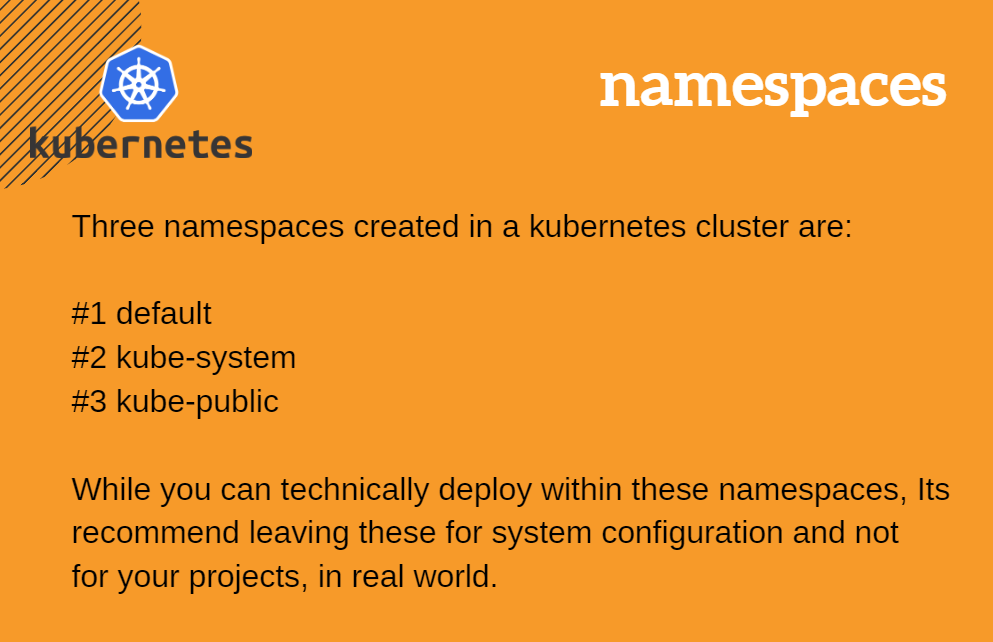 kubernetes
namespaces
Three namespaces created in a kubernetes cluster are:
#1 default
#2 kube-system
#3 kube-public
While you can technically deploy within these namespaces, Its
recommend leaving these for system configuration and not
for your projects, in real world.